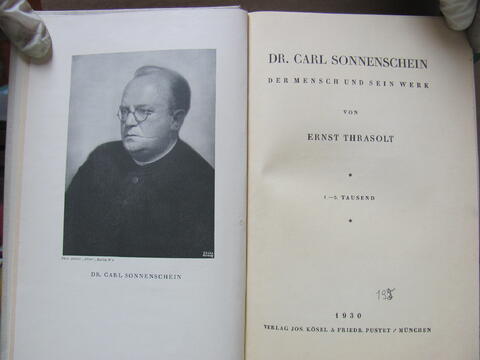 DR. CARL SONNENSCHEIN
DR. CARL SONNENSCHEIN
DER MENSCH UND SEIN WERK
VON
ERNST THRASOLT
*
1.—5. TAUSEND
*
1930
VERLAG JOS. KÖSEL & FRIEDR. PUSTET / MÜNCHEN